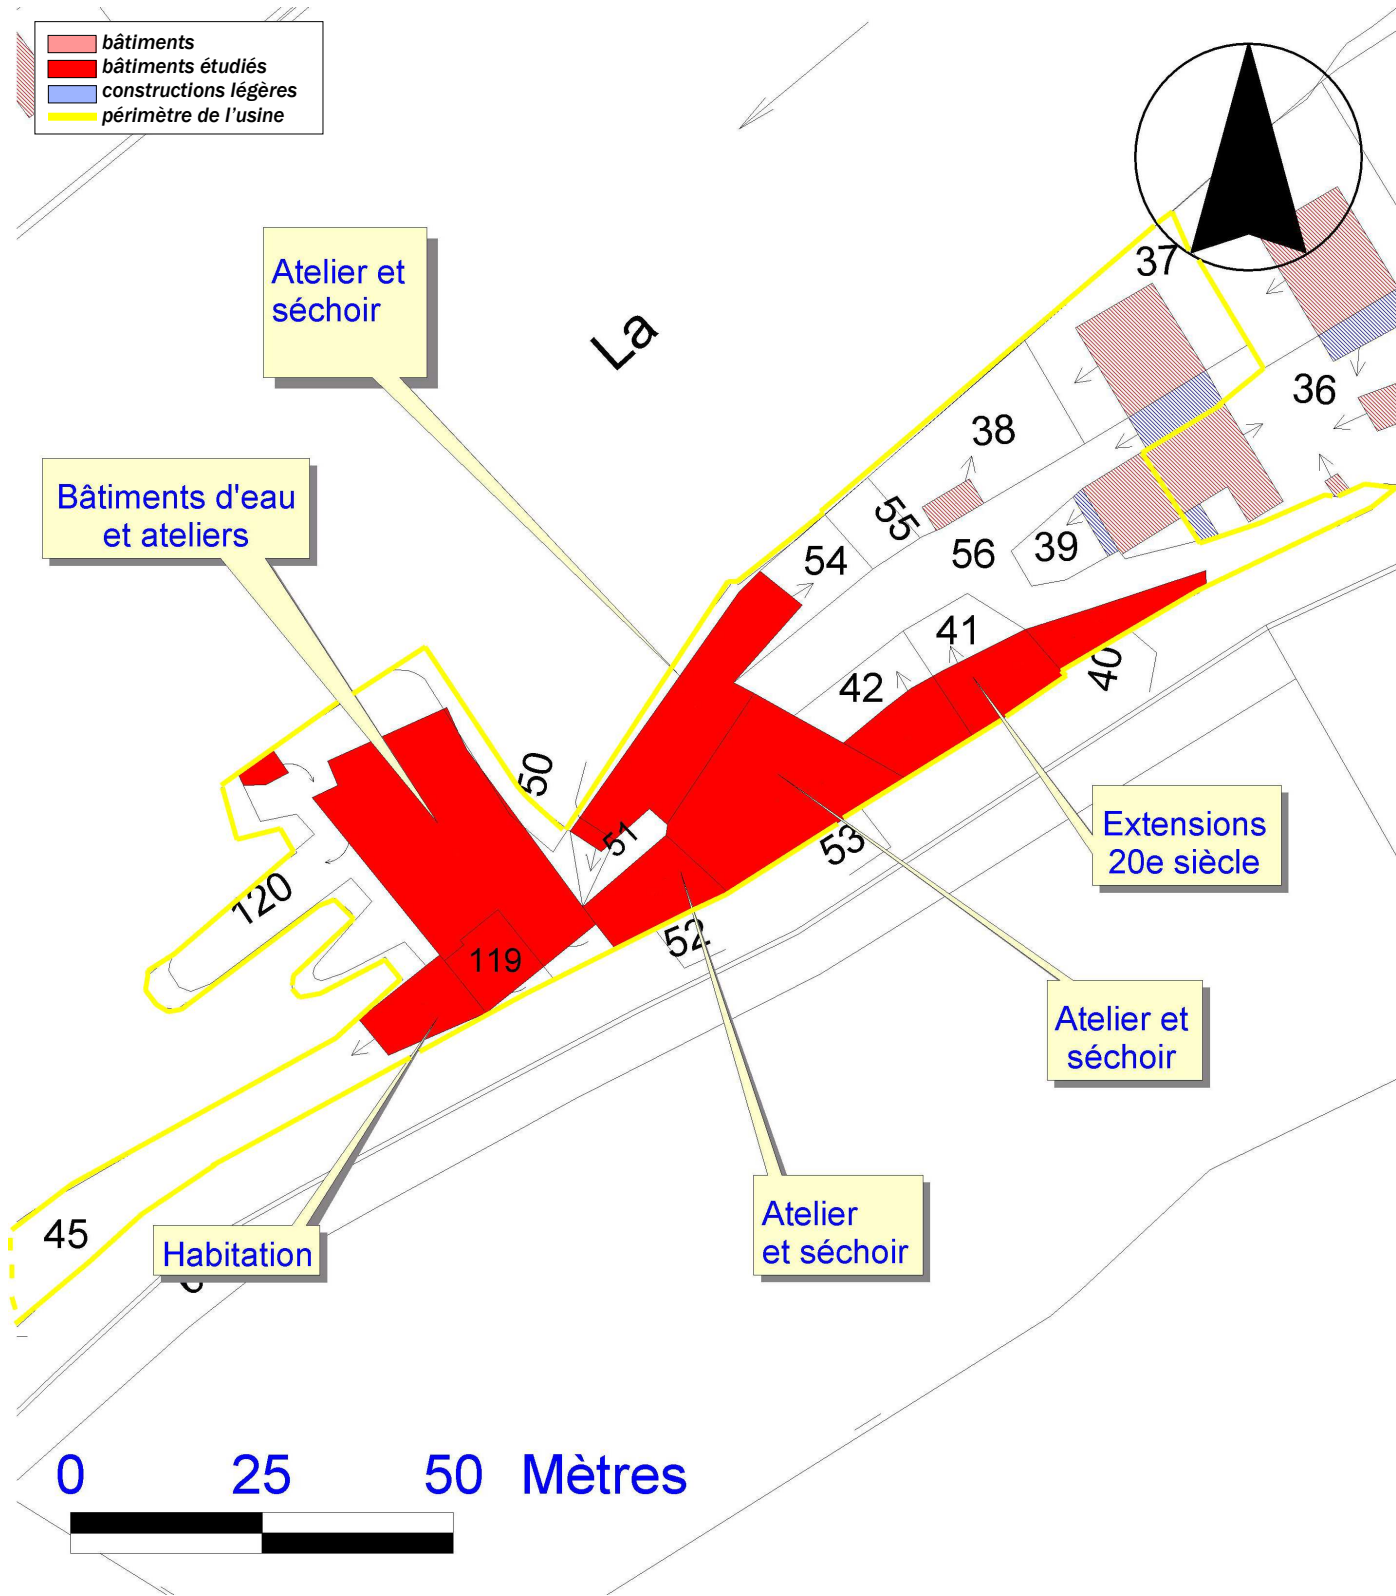 bâtiments
bâtiments étudiés
constructions légères
périmètre de l'usine
Atelier et
séchoir
La
37
36
38
Bâtiments d'eau
et ateliers
55
54
56
39
41
42
40
50
51
Extensions
20e siècle
53
120
52
119
Atelier et
séchoir
Atelier
et séchoir
45
Habitation
0 25 50 Mètres